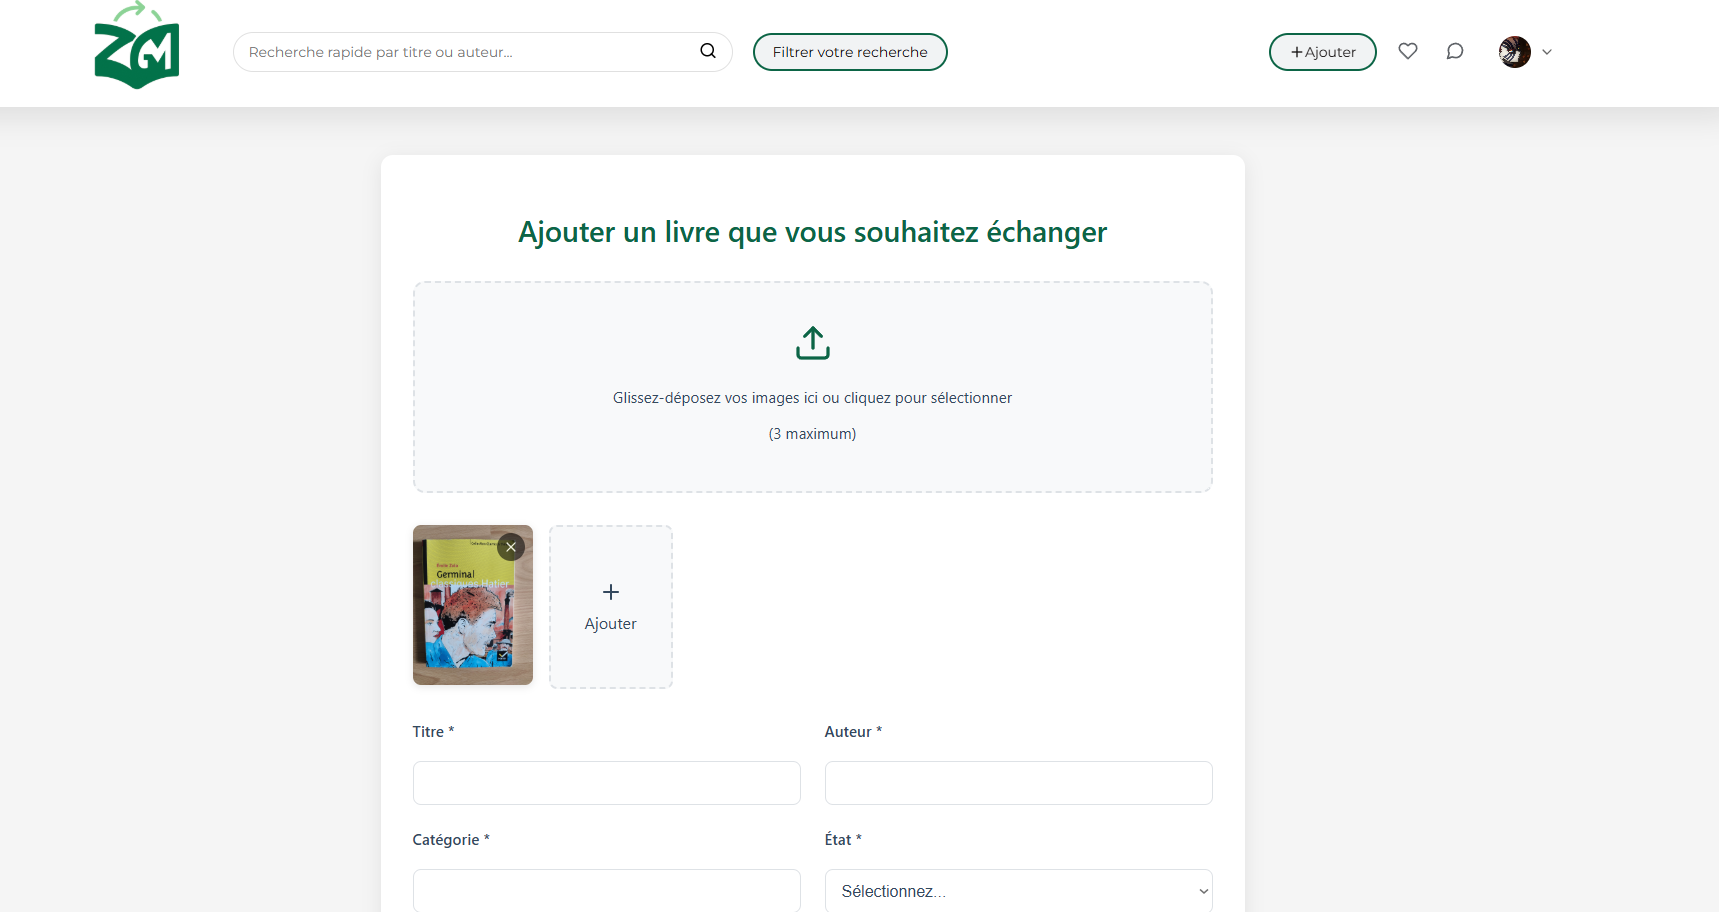 ZM
Recherche rapide par titre ou auteur...
Filtrer votre recherche
+Ajouter
Ajouter un livre que vous souhaitez échanger
Glissez-déposez vos images ici ou cliquez pour sélectionner
(3 maximum)
Émile Zola
Germinal
classiques Hatier
Ajouter
Titre *
Auteur *
Catégorie *
État *
Sélectionnez...